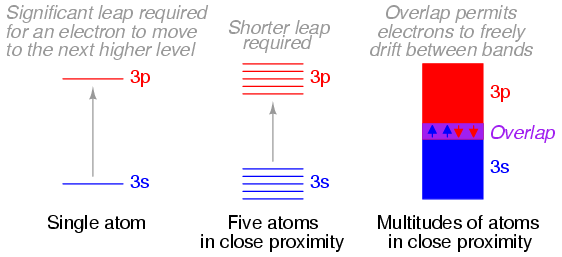 Significant leap required
for an electron to move
to the next higher level
3p
3s
Single atom
Shorter leap
required
3p
3s
Five atoms
in close proximity
Overlap permits
electrons to freely
drift between bands
3p
Overlap
3s
Multitudes of atoms
in close proximity